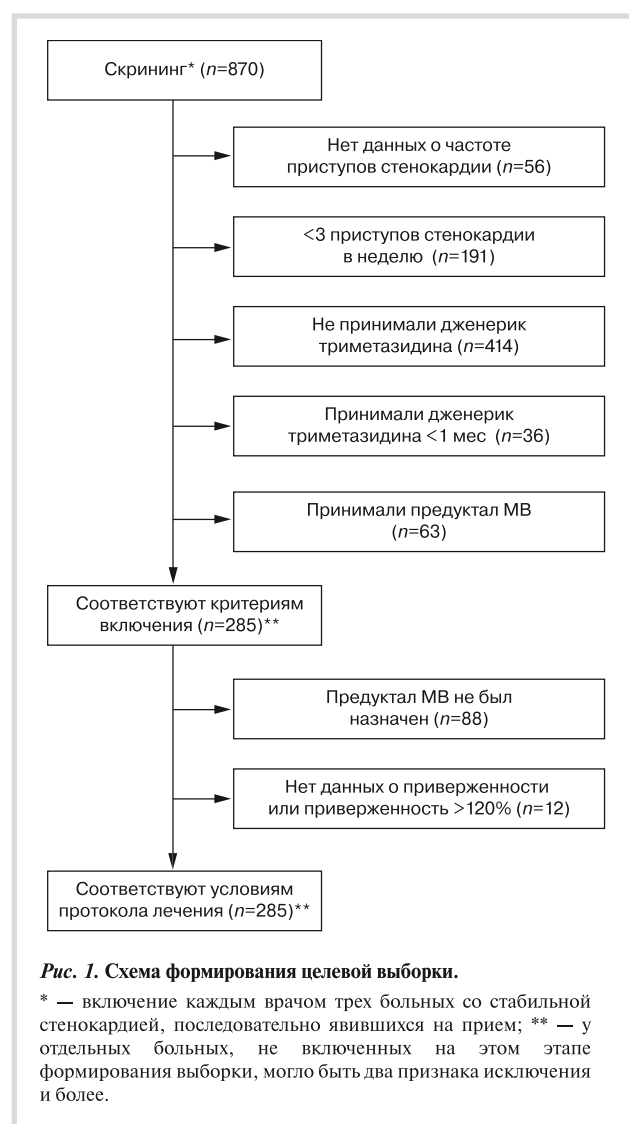 Скрининг* (n=870)
Нет данных о частоте
приступов стенокардии (n=56)
<3 приступов стенокардии
в неделю (n=191)
Не принимали дженерик
триметазидина (n=414)
Принимали дженерик
триметазидина <1 мес (n=36)
Принимали предуктал МВ
(n=63)
Соответствуют критериям
включения (n=285)**
Предуктал МВ не был
назначен (n=88)
Нет данных о приверженности
или приверженность >120% (n=12)
Соответствуют условиям
протокола лечения (n=285)**
Рис. 1. Схема формирования целевой выборки.
* — включение каждым врачом трех больных со стабильной
стенокардией, последовательно явившихся на прием; ** — у
отдельных больных, не включенных на этом этапе
формирования выборки, могло быть два признака исключения
и более.